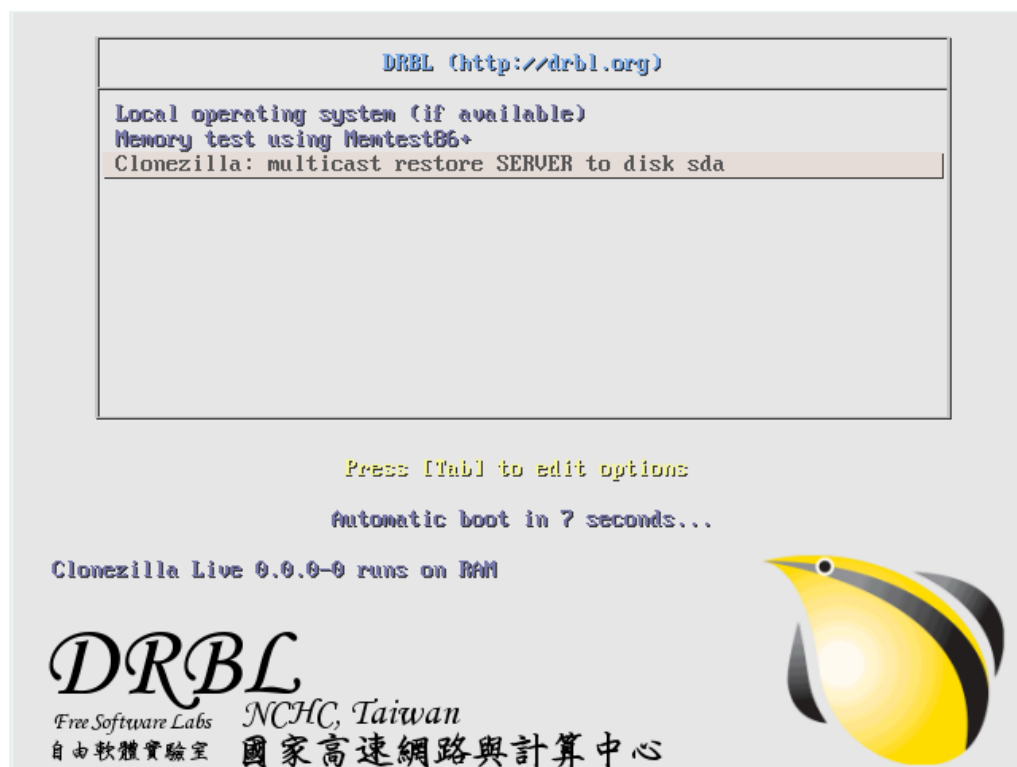 DRBL (http://drbl.org)
Local operating system (if available)
Memory test using Memtest86+
Clonezilla: multicast restore SERVER to disk sda
Press [Tab] to edit options
Automatic boot in 7 seconds...
Clonezilla Live 0.0.0-0 runs on RAM
DRBL
Free Software Labs NCHC, Taiwan
自由軟體實驗室 國家高速網路與計算中心